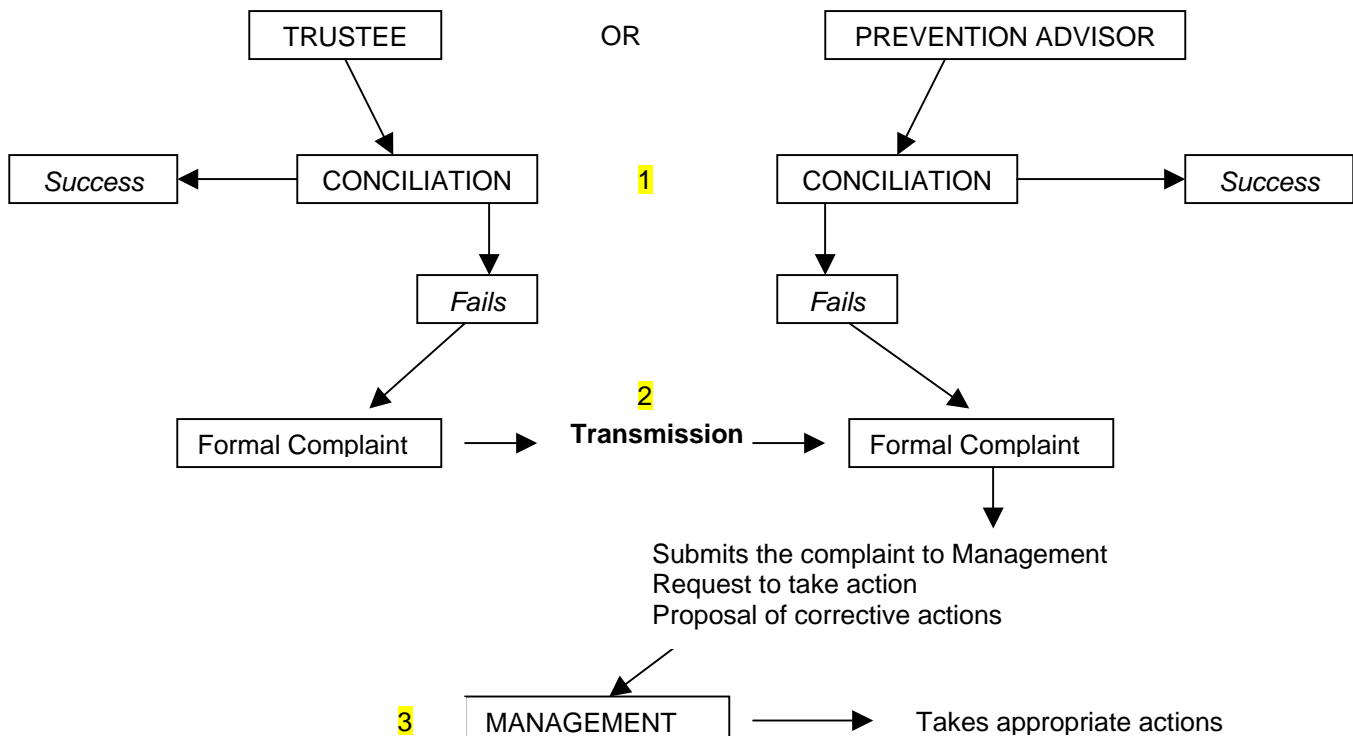 TRUSTEE OR PREVENTION ADVISOR
Success CONCILIATION 1 CONCILIATION Success
Fails Fails
2
Formal Complaint Transmission Formal Complaint
Submits the complaint to Management
Request to take action
Proposal of corrective actions
3 MANAGEMENT Takes appropriate actions